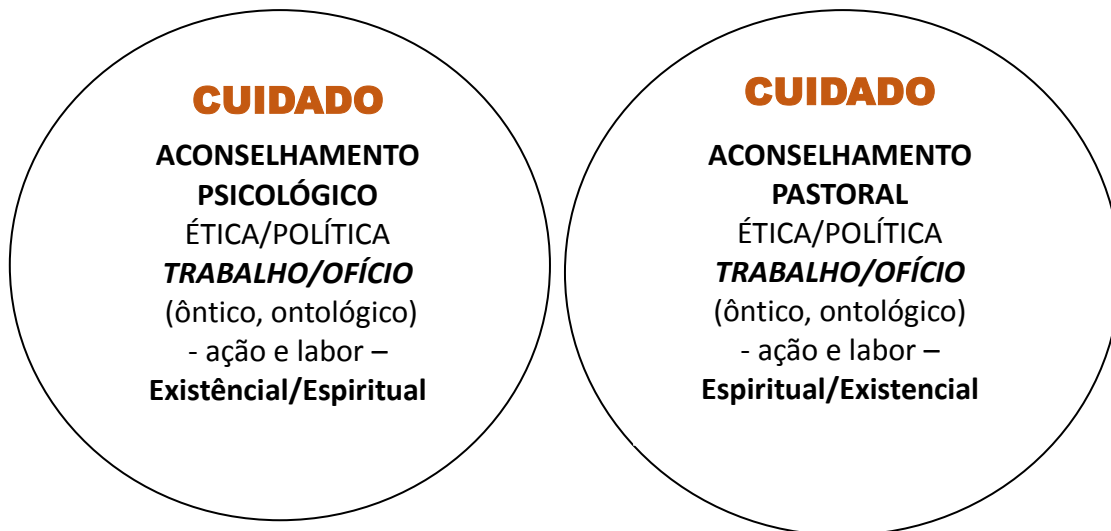 CUIDADO
ACONSELHAMENTO
PSICOLÓGICO
ÉTICA/POLÍTICA
TRABALHO/OFÍCIO
(ôntico, ontológico)
- ação e labor –
Existêncial/Espiritual
CUIDADO
ACONSELHAMENTO
PASTORAL
ÉTICA/POLÍTICA
TRABALHO/OFÍCIO
(ôntico, ontológico)
- ação e labor –
Espiritual/Existencial